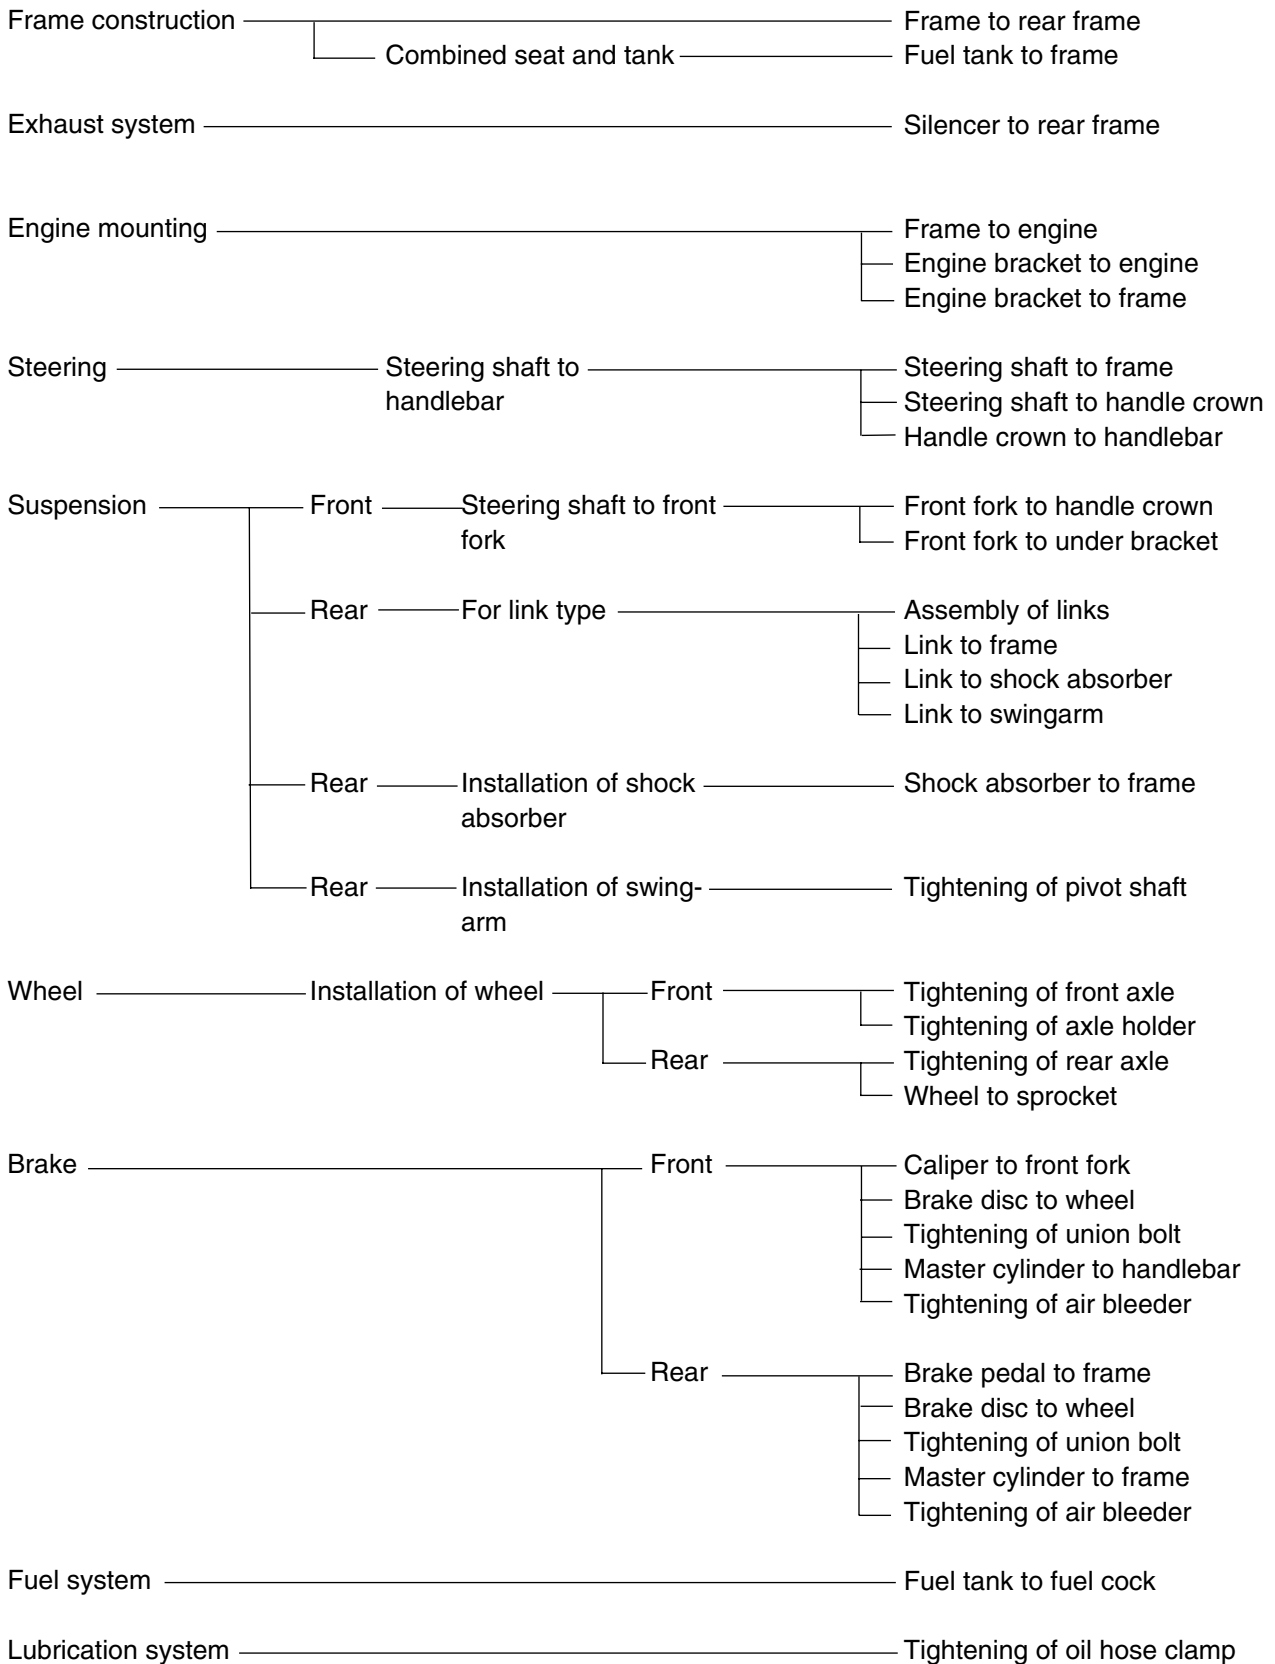 Frame construction Frame to rear frame
Combined seat and tank Fuel tank to frame
Exhaust system Silencer to rear frame
Engine mounting Frame to engine
Engine bracket to engine
Engine bracket to frame
Steering Steering shaft to Steering shaft to frame
handlebar Steering shaft to handle crown
Handle crown to handlebar
Suspension Front Steering shaft to front Front fork to handle crown
fork Front fork to under bracket
Rear For link type Assembly of links
Link to frame
Link to shock absorber
Link to swingarm
Rear Installation of shock Shock absorber to frame
absorber
Rear Installation of swing- Tightening of pivot shaft
arm
Wheel Installation of wheel Front Tightening of front axle
Tightening of axle holder
Rear Tightening of rear axle
Wheel to sprocket
Brake Front Caliper to front fork
Brake disc to wheel
Tightening of union bolt
Master cylinder to handlebar
Tightening of air bleeder
Rear Brake pedal to frame
Brake disc to wheel
Tightening of union bolt
Master cylinder to frame
Tightening of air bleeder
Fuel system Fuel tank to fuel cock
Lubrication system Tightening of oil hose clamp